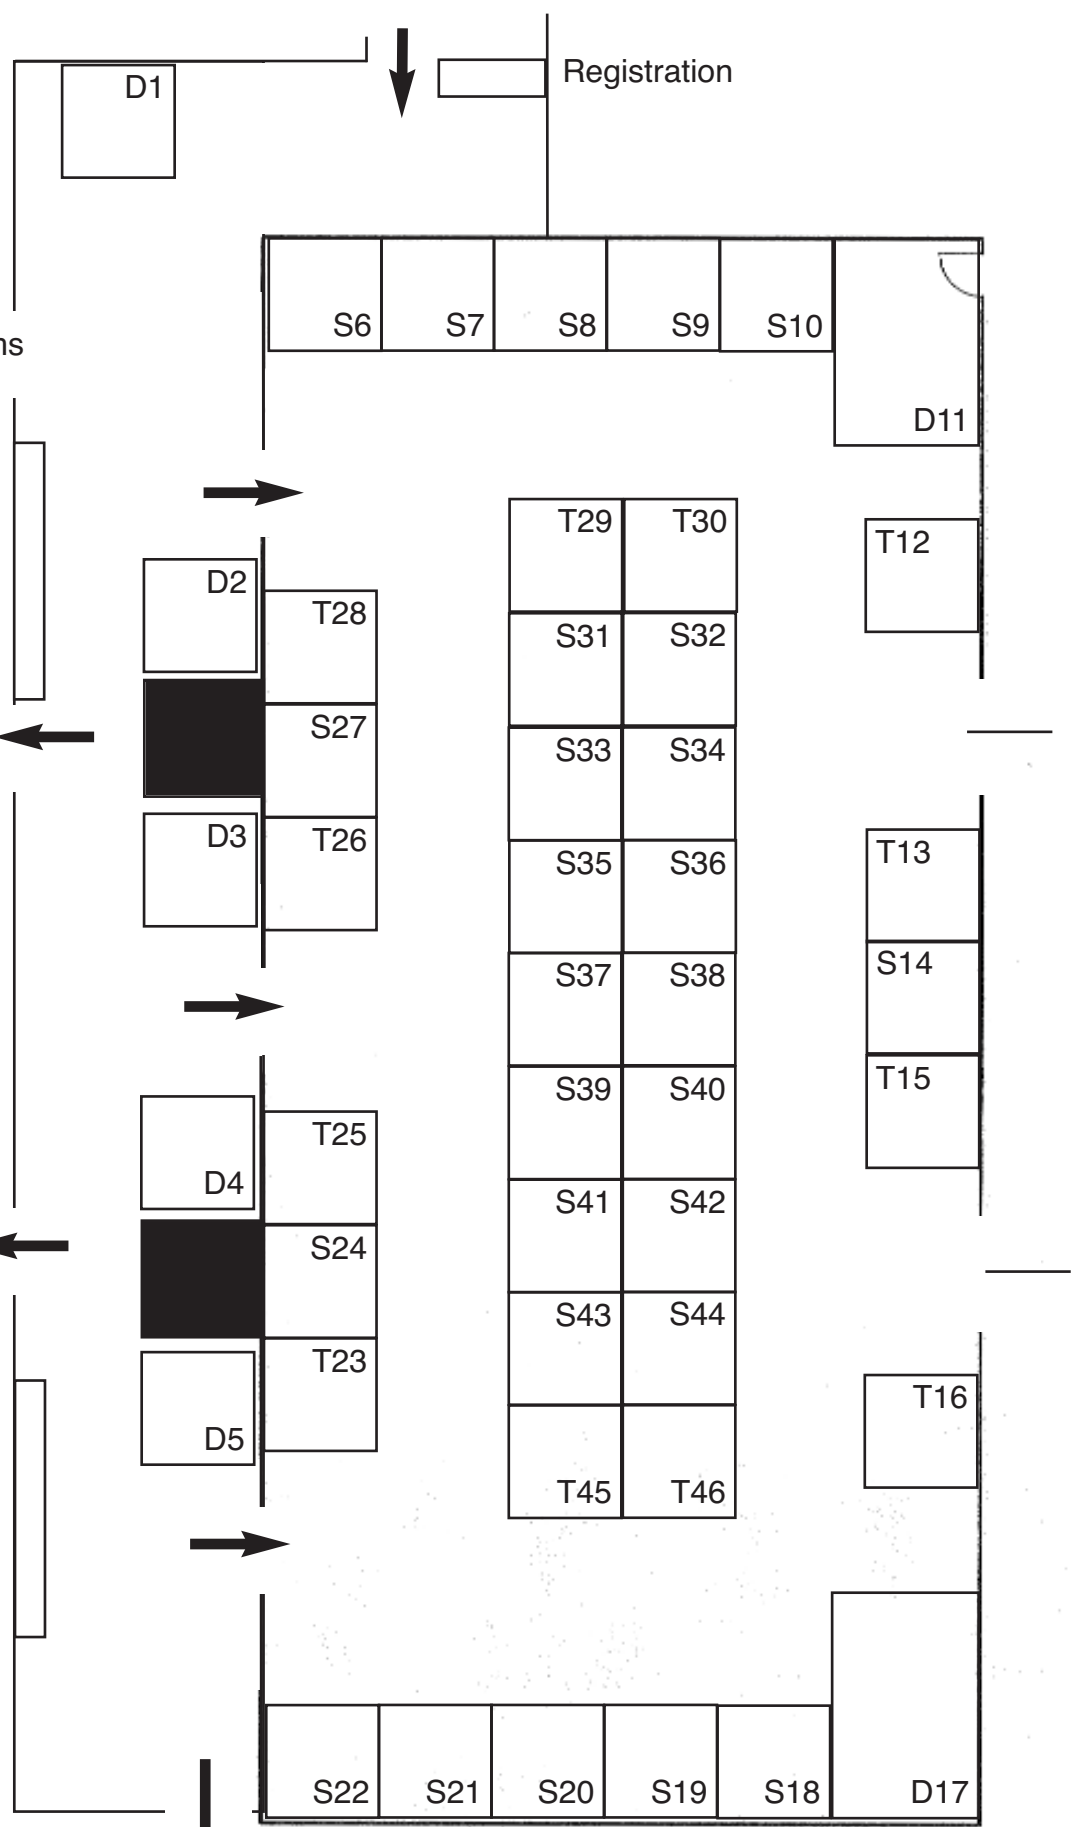 D1
Registration
S6 S7 S8 S9 S10
ns
D11
T29 T30
T12
D2
T28
S31 S32
S27
S33 S34
D3
T26
T13
S35 S36
S14
S37 S38
T15
S39 S40
T25
D4
S41 S42
S24
S43 S44
T23
T16
D5
T45 T46
S22 S21 S20 S19 S18
D17